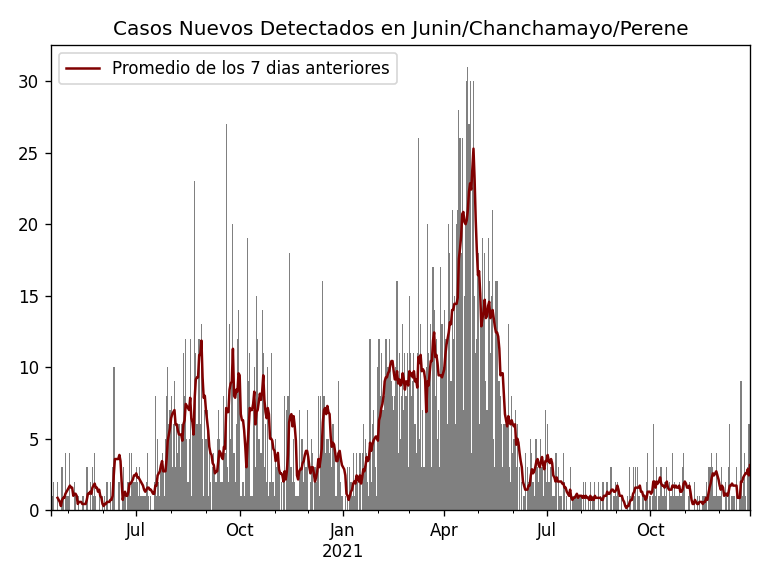 Casos Nuevos Detectados en Junin/Chanchamayo/Perene
Promedio de los 7 dias anteriores
30
25
20
15
10
5
0
Jul Oct Jan Apr Jul Oct
2021